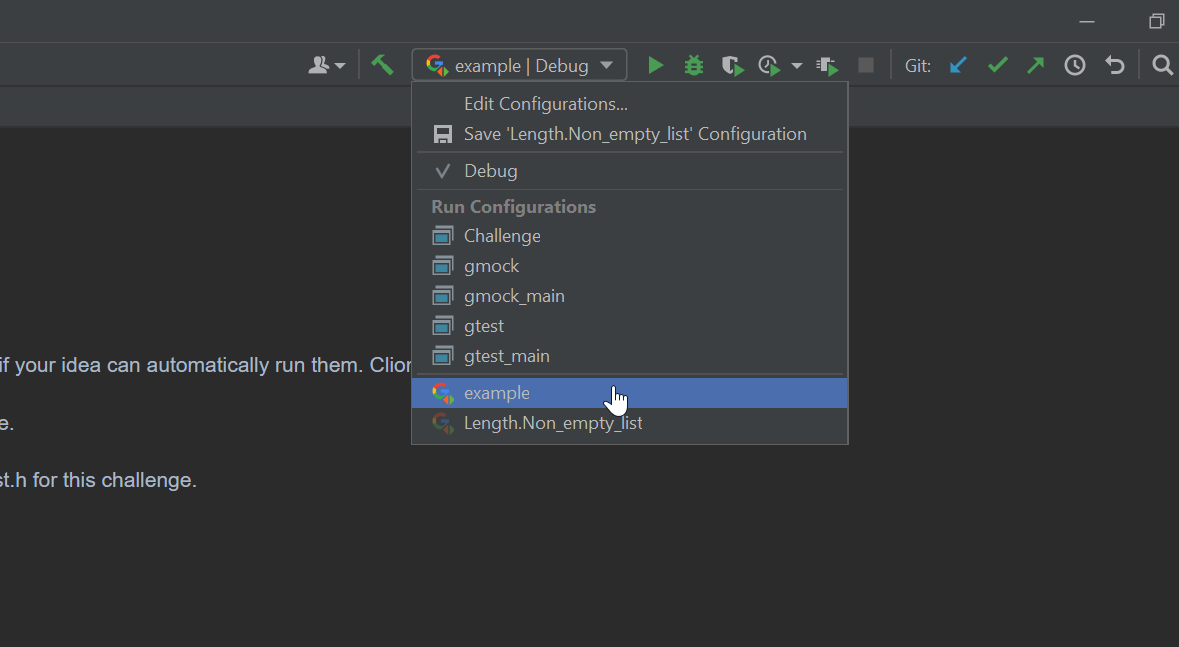 example | Debug
Git:
Edit Configurations...
Save 'Length.Non_empty_list' Configuration
Debug
Run Configurations
Challenge
gmock
gmock_main
gtest
gtest_main
example
Length.Non_empty_list
if your idea can automatically run them. Clion
e.
st.h for this challenge.